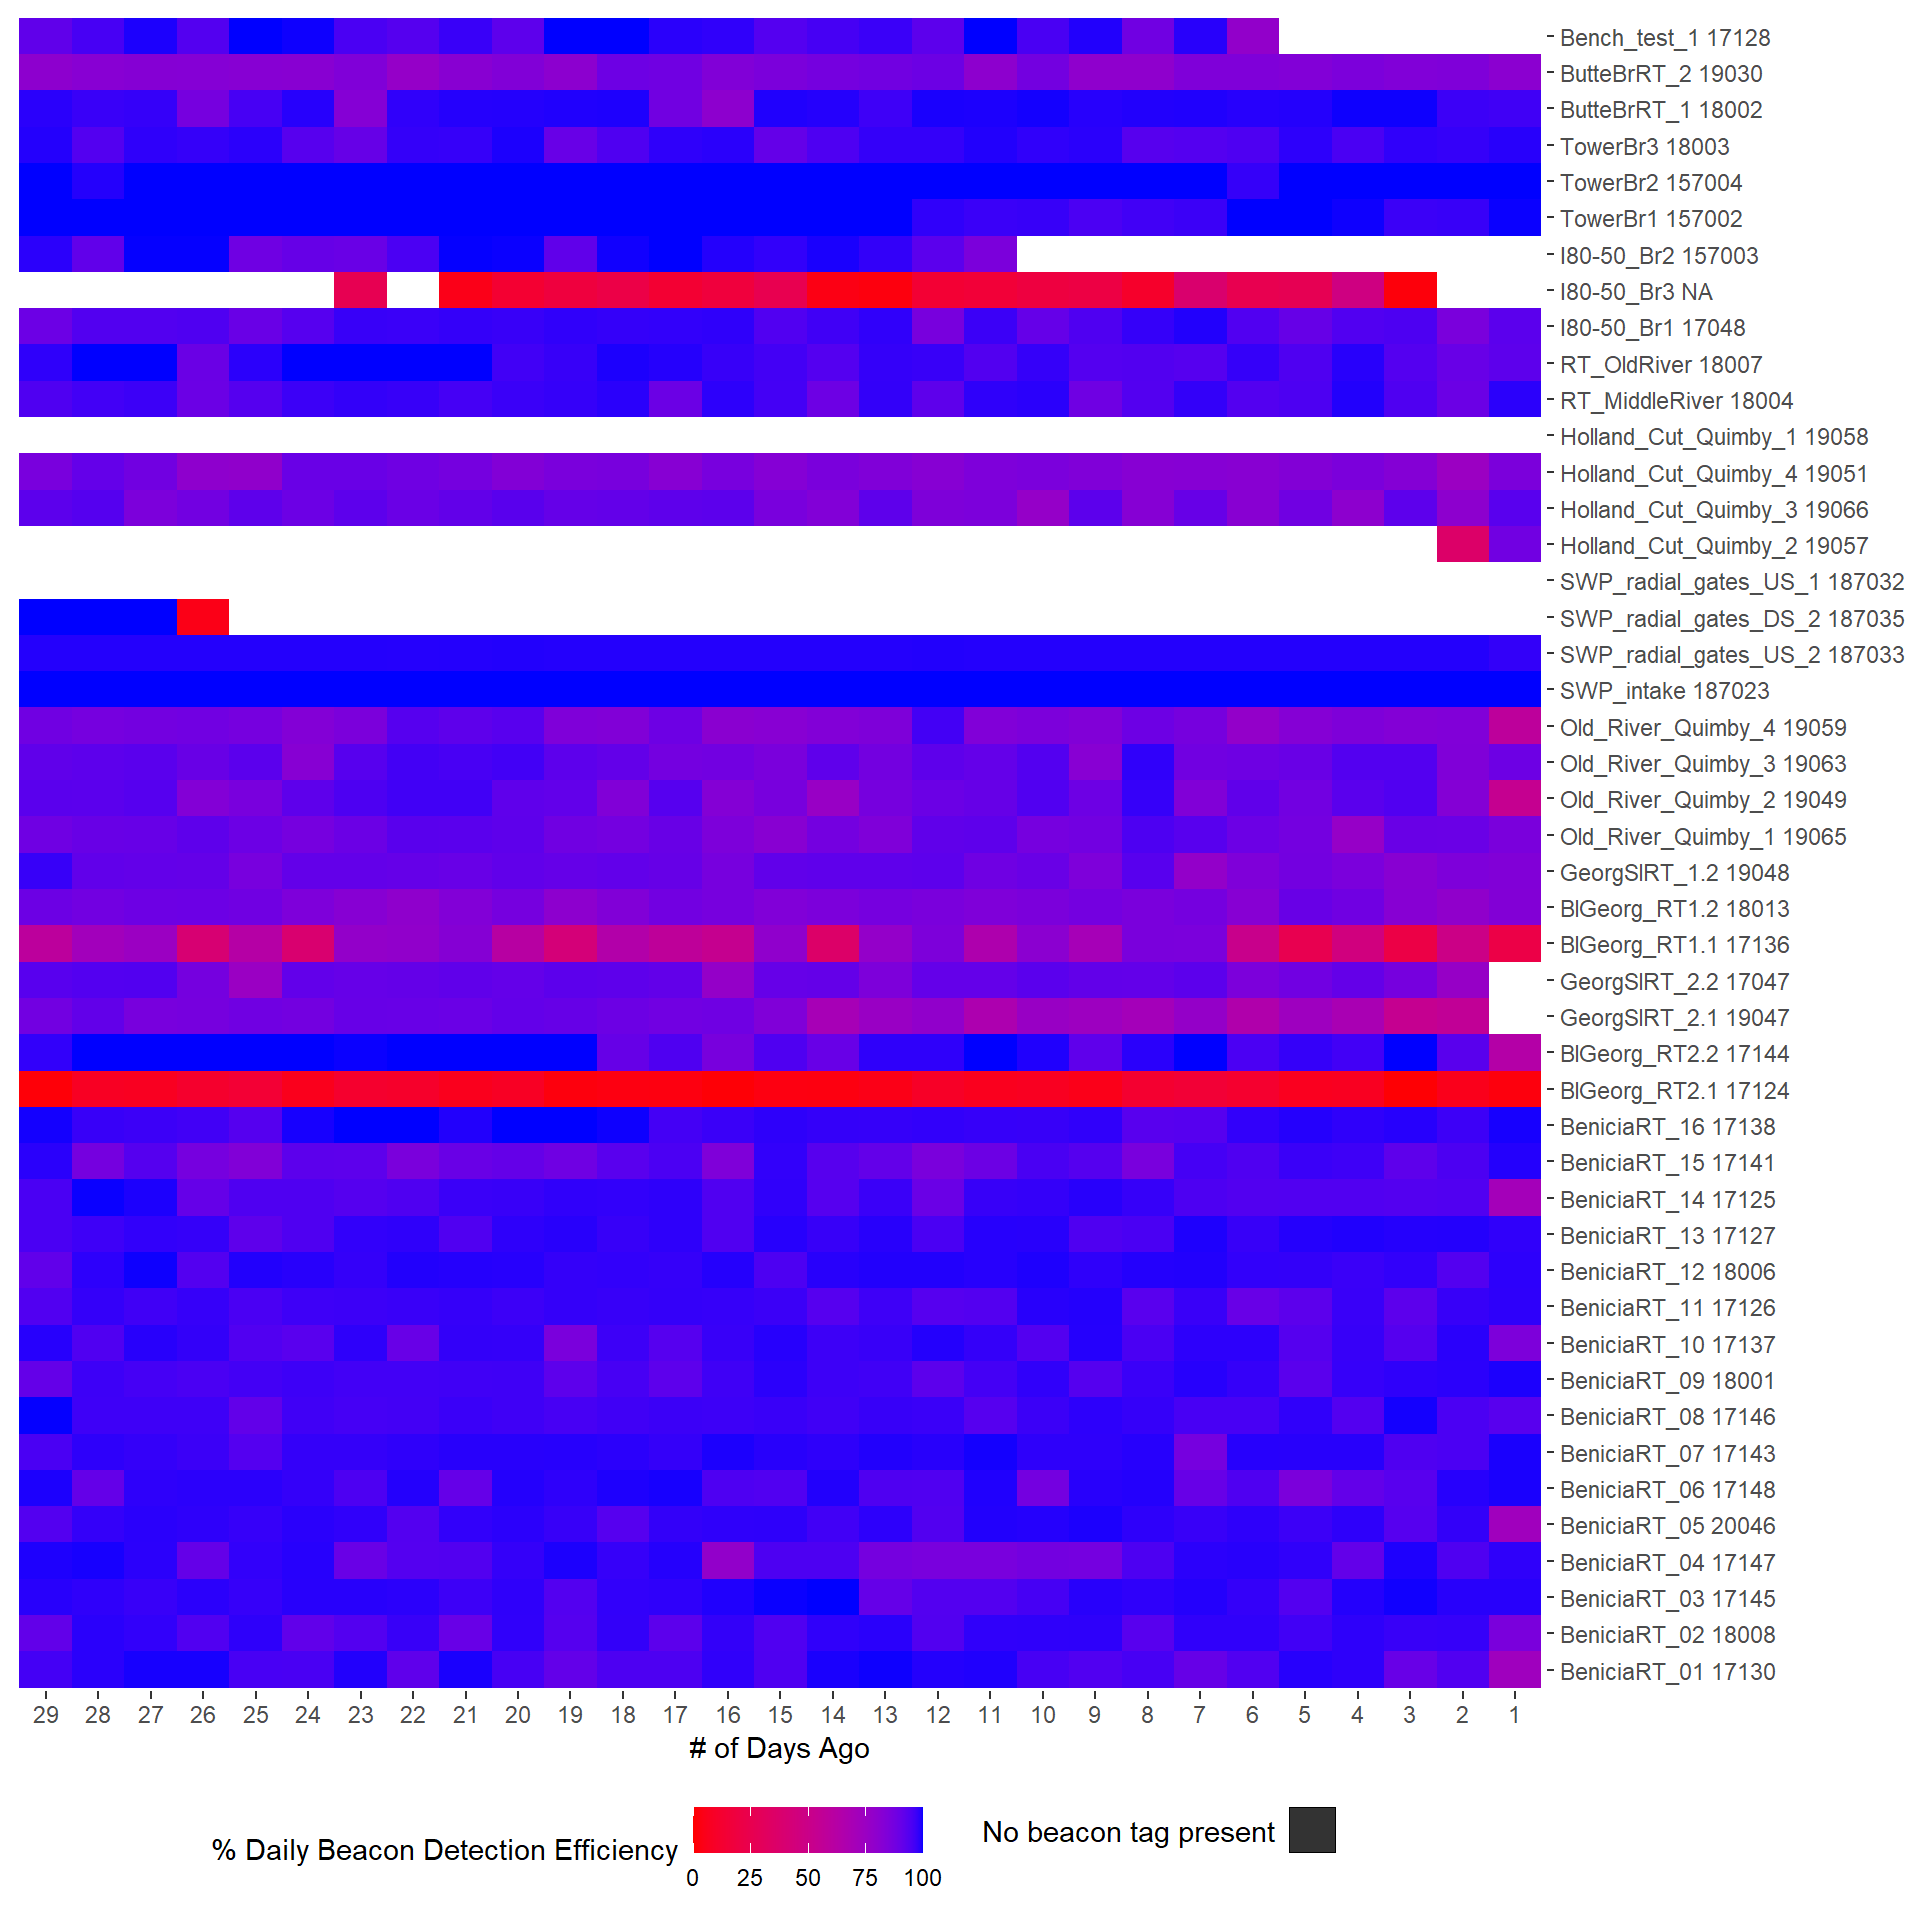 Bench_test_1 17128
ButteBrRT_2 19030
ButteBrRT_1 18002
TowerBr3 18003
TowerBr2 157004
TowerBr1 157002
I80-50_Br2 157003
I80-50_Br3 NA
I80-50_Br1 17048
RT_OldRiver 18007
RT_MiddleRiver 18004
Holland_Cut_Quimby_1 19058
Holland_Cut_Quimby_4 19051
Holland_Cut_Quimby_3 19066
Holland_Cut_Quimby_2 19057
SWP_radial_gates_US_1 187032
SWP_radial_gates_DS_2 187035
SWP_radial_gates_US_2 187033
SWP_intake 187023
Old_River_Quimby_4 19059
Old_River_Quimby_3 19063
Old_River_Quimby_2 19049
Old_River_Quimby_1 19065
GeorgSlRT_1.2 19048
BlGeorg_RT1.2 18013
BlGeorg_RT1.1 17136
GeorgSlRT_2.2 17047
GeorgSlRT_2.1 19047
BlGeorg_RT2.2 17144
BlGeorg_RT2.1 17124
BeniciaRT_16 17138
BeniciaRT_15 17141
BeniciaRT_14 17125
BeniciaRT_13 17127
BeniciaRT_12 18006
BeniciaRT_11 17126
BeniciaRT_10 17137
BeniciaRT_09 18001
BeniciaRT_08 17146
BeniciaRT_07 17143
BeniciaRT_06 17148
BeniciaRT_05 20046
BeniciaRT_04 17147
BeniciaRT_03 17145
BeniciaRT_02 18008
BeniciaRT_01 17130
29 28 27 26 25 24 23 22 21 20 19 18 17 16 15 14 13 12 11 10 9 8 7 6 5 4 3 2 1
# of Days Ago
% Daily Beacon Detection Efficiency
0 25 50 75 100
No beacon tag present